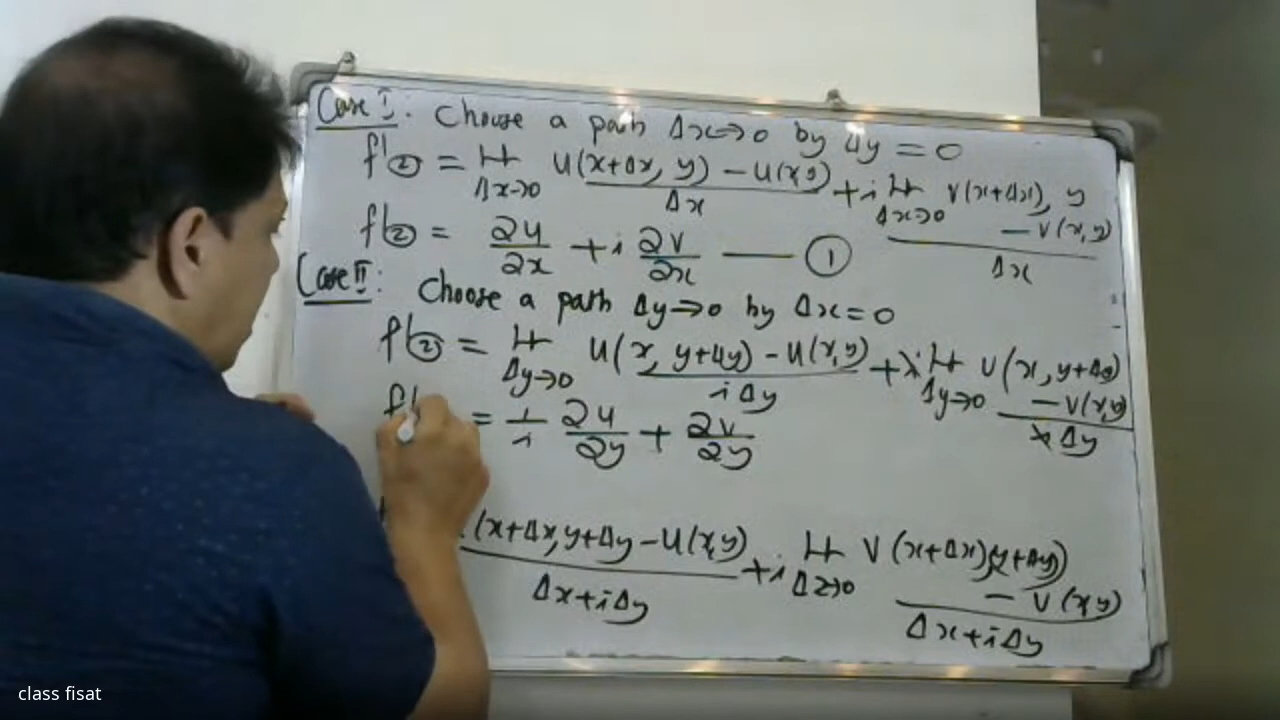 Case I: Choose a path Δx→0 by Δy = 0
f'(z) = Lt Δx→0 U(x+Δx, y) - U(x,y) / Δx + i Lt Δx→0 V(x+Δx), y - V(x,y) / Δx
f'(z) = ∂u/∂x + i ∂v/∂x — ①
Case II: Choose a path Δy→0 by Δx = 0
f'(z) = Lt Δy→0 U(x, y+Δy) - U(x,y) / iΔy + i Lt Δy→0 V(x, y+Δy) - V(x,y) / i Δy
f' = 1/i ∂u/∂y + ∂v/∂y
(x+Δx, y+Δy - U(x,y) / Δx+iΔy + i Lt Δz→0 V(x+Δx)(y+Δy) - V(x,y) / Δx+iΔy
class fisat